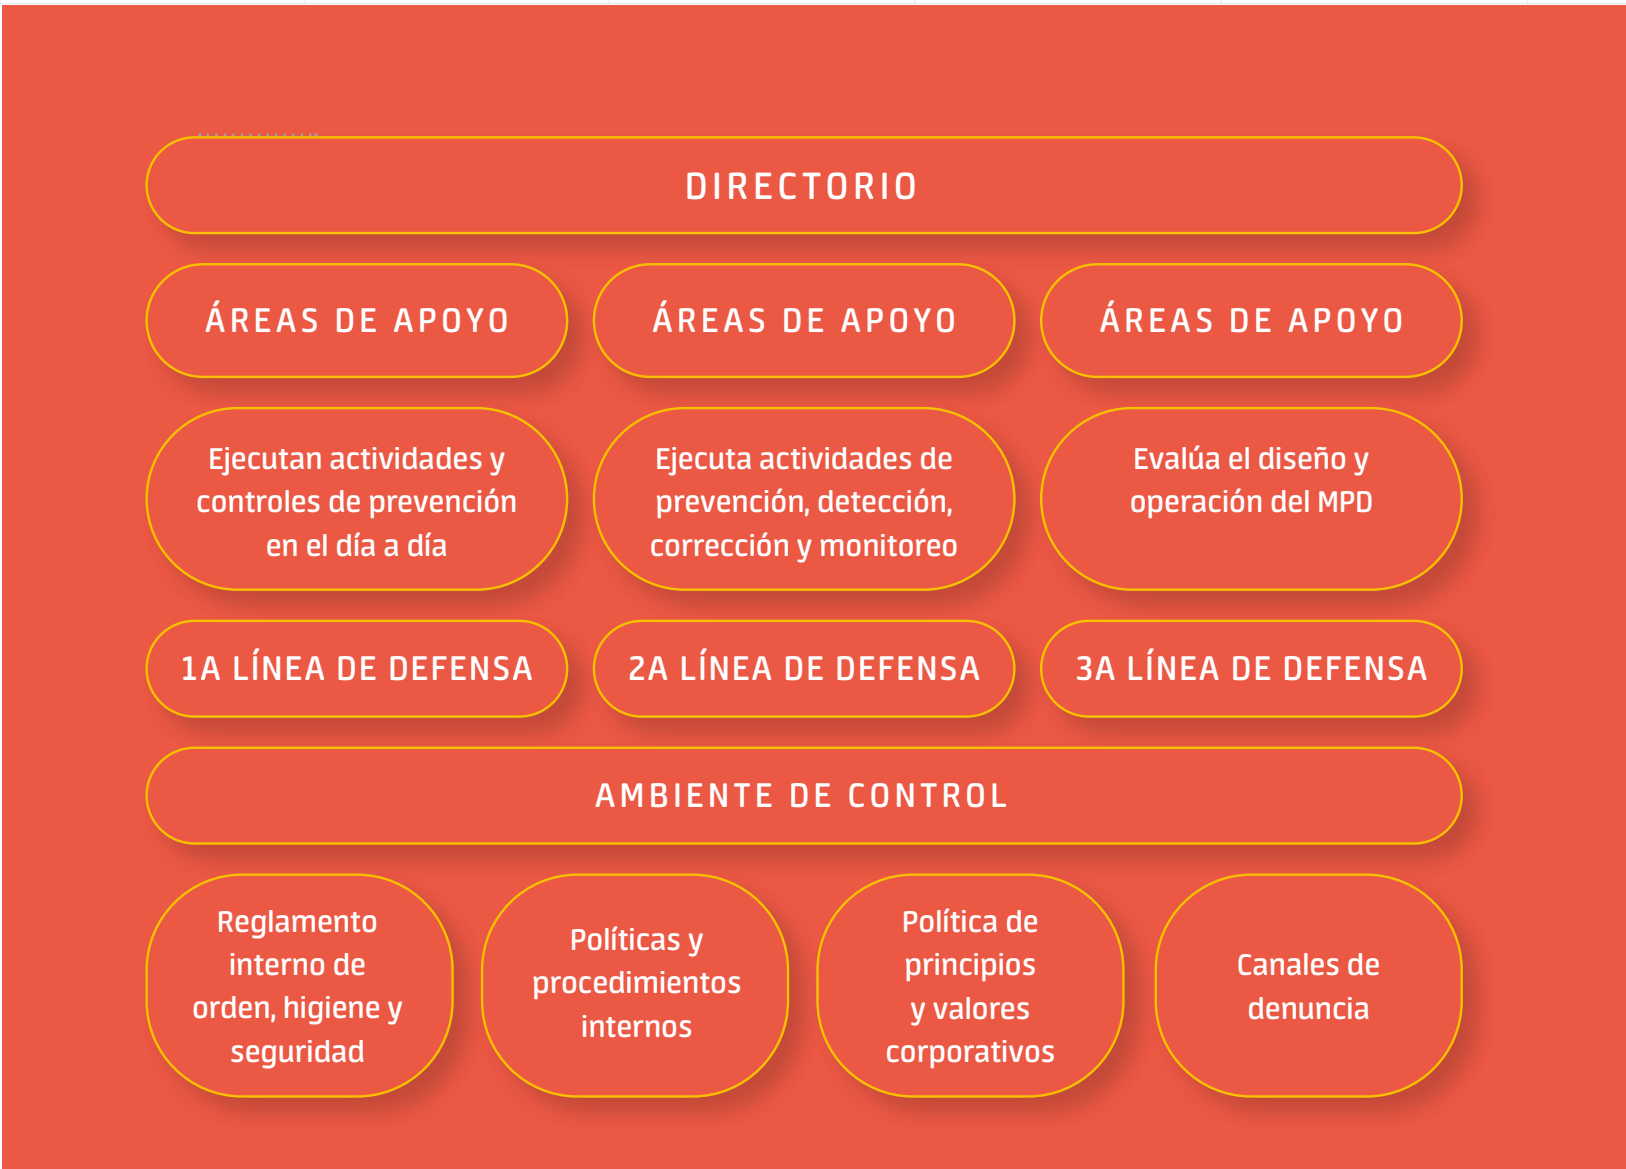 DIRECTORIO
ÁREAS DE APOYO
ÁREAS DE APOYO
ÁREAS DE APOYO
Ejecutan actividades y
controles de prevención
en el día a día
Ejecuta actividades de
prevención, detección,
corrección y monitoreo
Evalúa el diseño y
operación del MPD
1A LÍNEA DE DEFENSA
2A LÍNEA DE DEFENSA
3A LÍNEA DE DEFENSA
AMBIENTE DE CONTROL
Reglamento
interno de
orden, higiene y
seguridad
Políticas y
procedimientos
internos
Política de
principios
y valores
corporativos
Canales de
denuncia